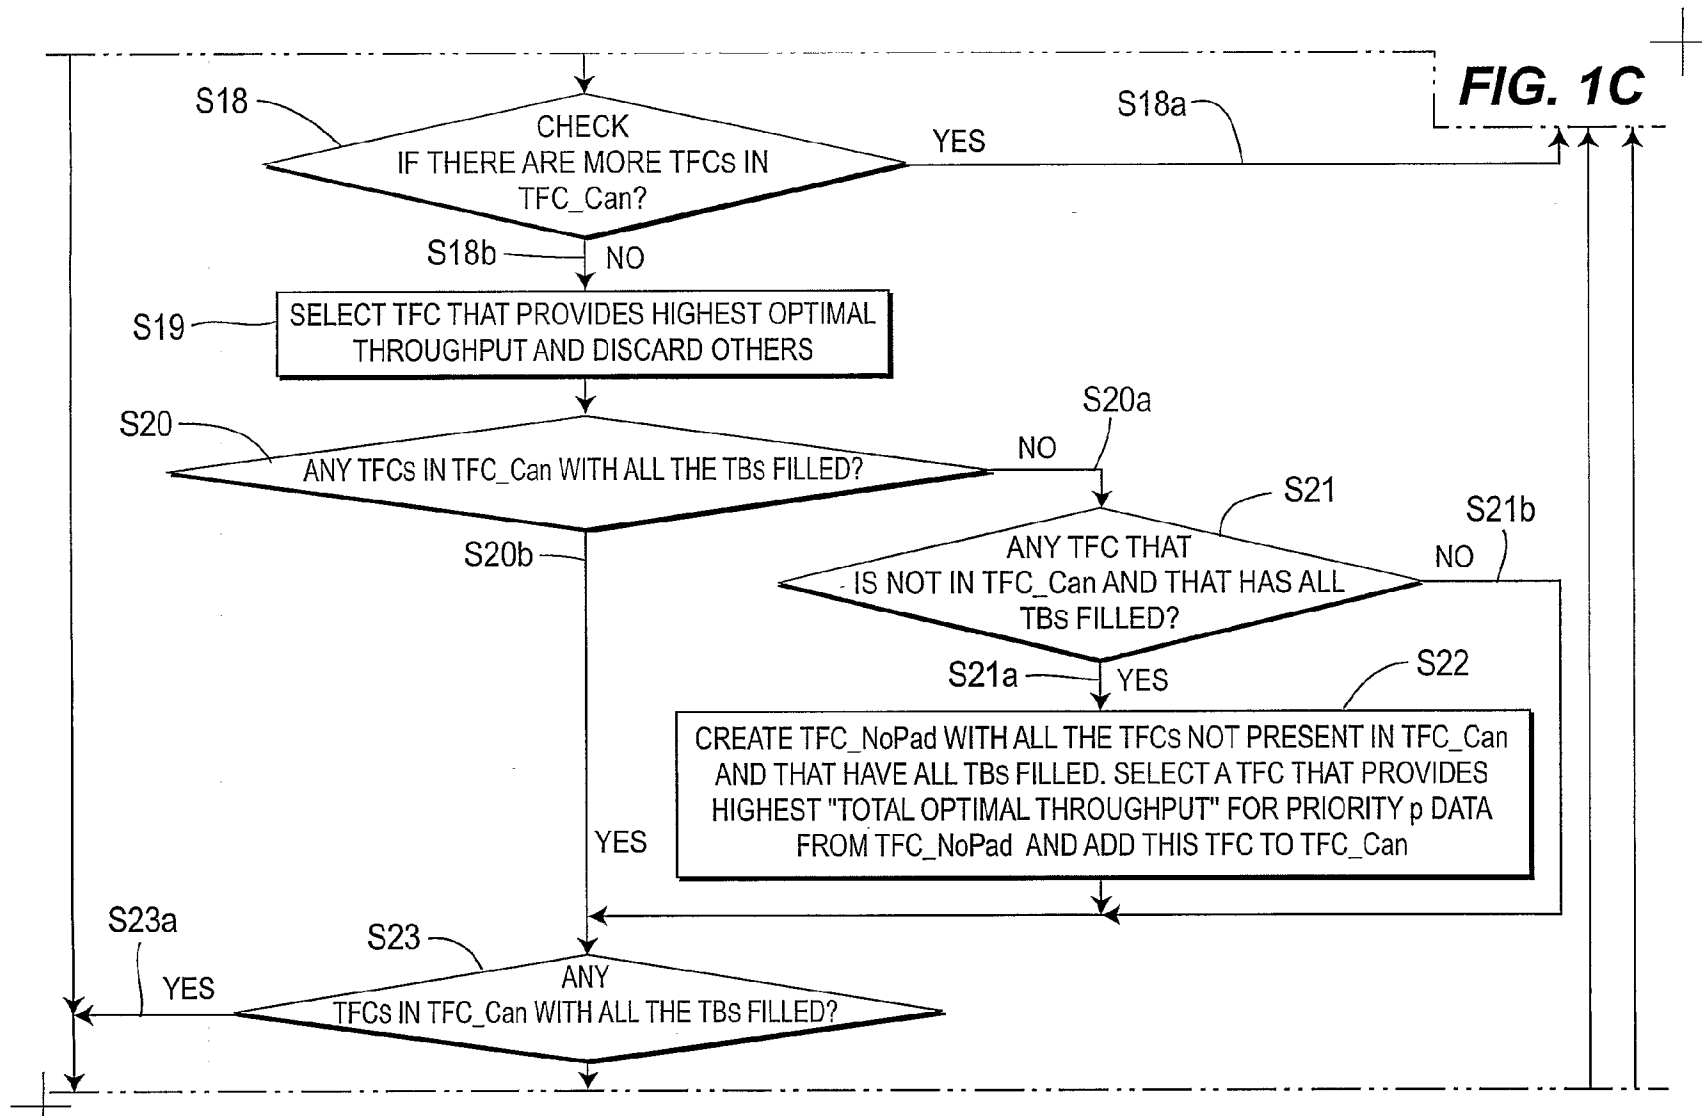 FIG. 1C
S18
CHECK
IF THERE ARE MORE TFCs IN
TFC_Can?
YES
S18a
S18b
NO
S19
SELECT TFC THAT PROVIDES HIGHEST OPTIMAL
THROUGHPUT AND DISCARD OTHERS
S20
ANY TFCs IN TFC_Can WITH ALL THE TBs FILLED?
NO
S20a
S20b
YES
S21
ANY TFC THAT
IS NOT IN TFC_Can AND THAT HAS ALL
TBs FILLED?
NO
S21b
S21a
YES
S22
CREATE TFC_NoPad WITH ALL THE TFCs NOT PRESENT IN TFC_Can
AND THAT HAVE ALL TBs FILLED. SELECT A TFC THAT PROVIDES
HIGHEST "TOTAL OPTIMAL THROUGHPUT" FOR PRIORITY p DATA
FROM TFC_NoPad AND ADD THIS TFC TO TFC_Can
S23a
YES
S23
ANY
TFCs IN TFC_Can WITH ALL THE TBs FILLED?